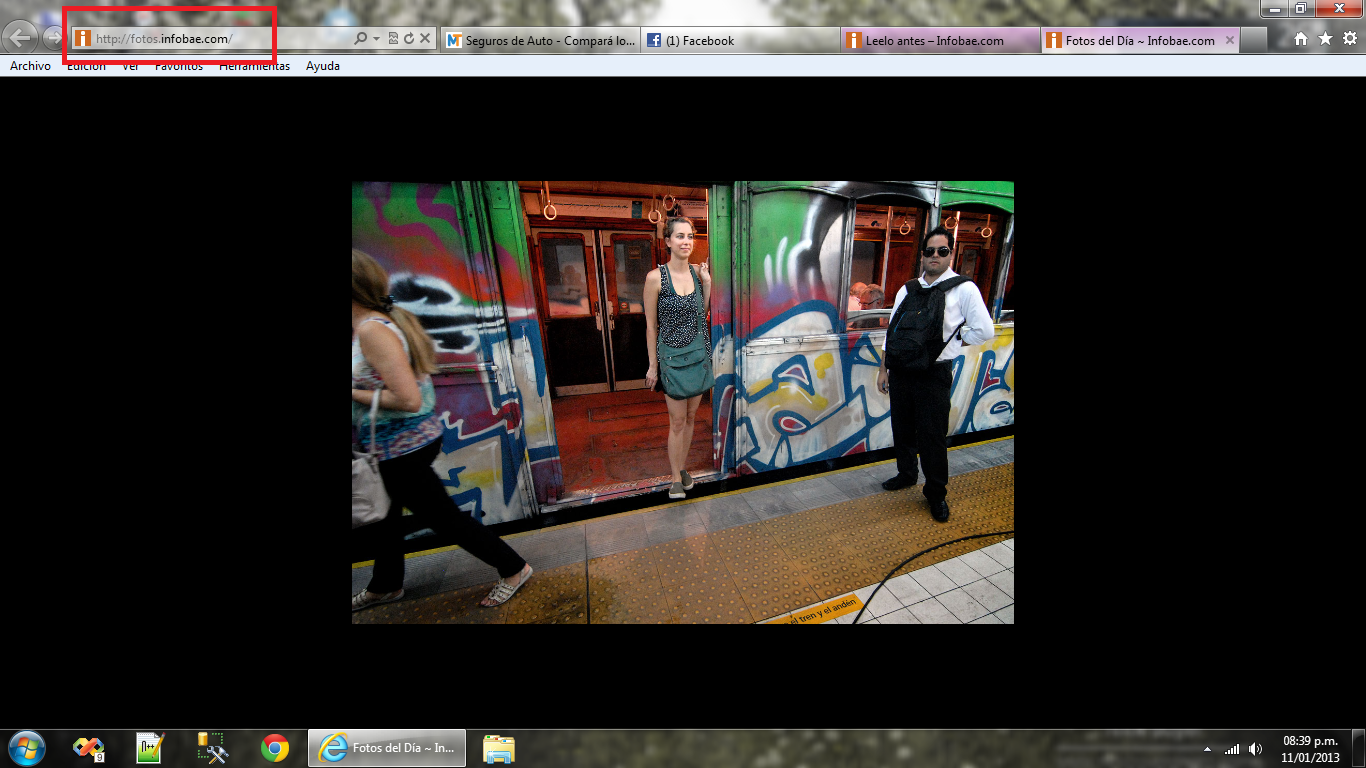 http://fotos.infobae.com/
Seguros de Auto - Compará lo...
(1) Facebook
Leelo antes – Infobae.com
Fotos del Día ~ Infobae.com
Archivo Edición Ver Favoritos Herramientas Ayuda
el tren y el andén
9
Fotos del Día ~ In...
08:39 p.m.
11/01/2013